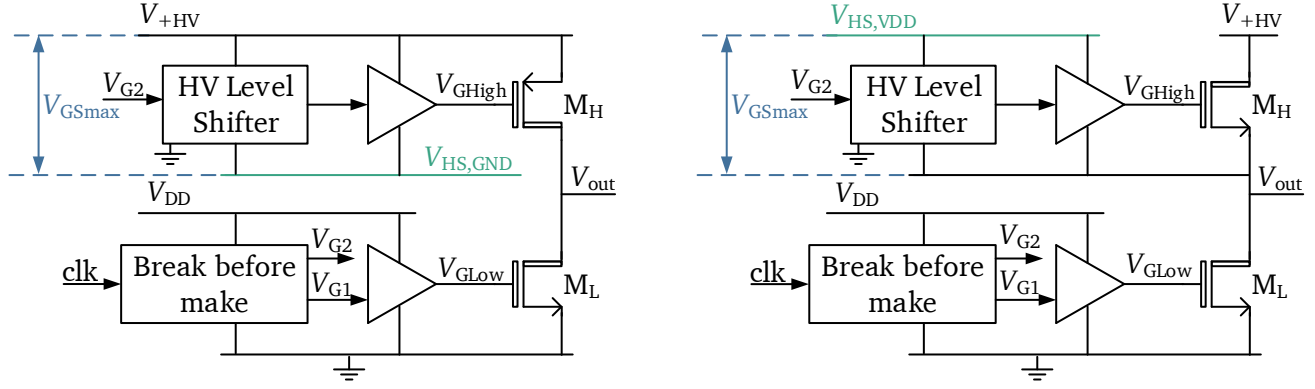 V+HV
VG2
HV Level
Shifter
VGSmax
VGHigh
MH
VHS,GND
Vout
VDD
clk
Break before
make
VG2
VG1
VGLow
ML
VHS,VDD
V+HV
VG2
HV Level
Shifter
VGSmax
VGHigh
MH
Vout
VDD
clk
Break before
make
VG2
VG1
VGLow
ML